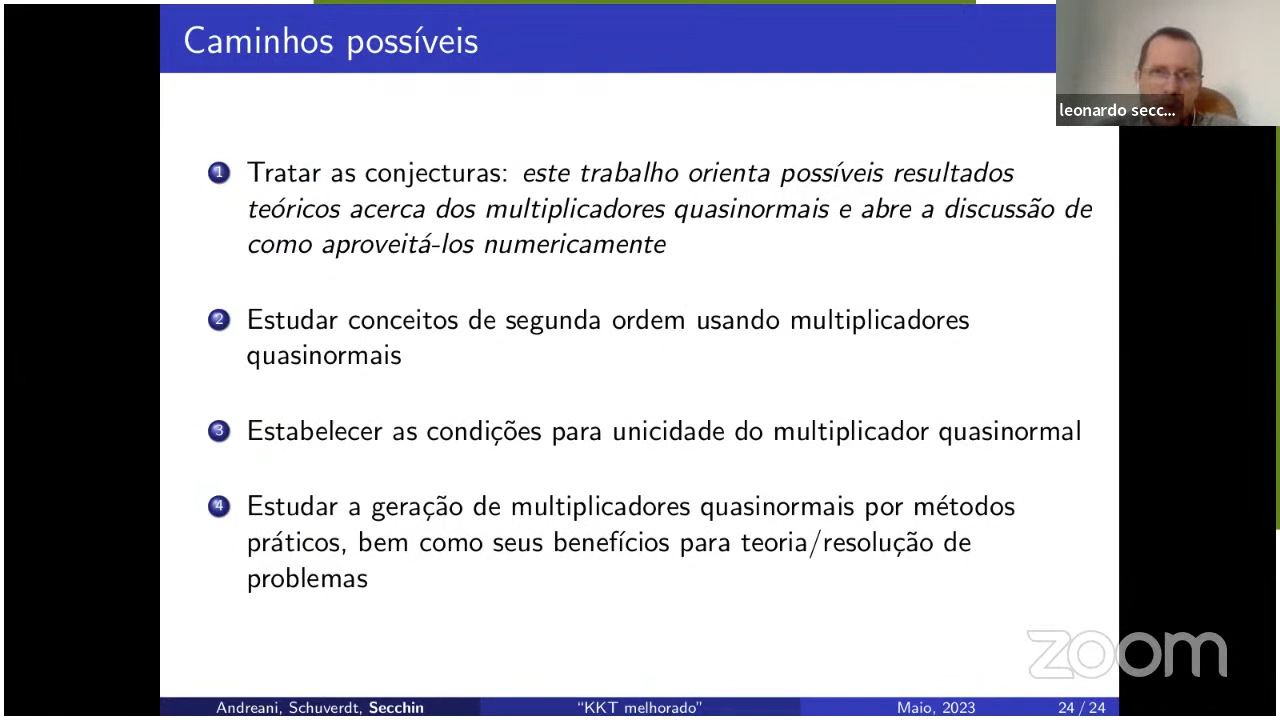 Caminhos possíveis
leonardo secc...
1 Tratar as conjecturas: este trabalho orienta possíveis resultados
teóricos acerca dos multiplicadores quasinormais e abre a discussão de
como aproveitá-los numericamente
2 Estudar conceitos de segunda ordem usando multiplicadores
quasinormais
3 Estabelecer as condições para unicidade do multiplicador quasinormal
4 Estudar a geração de multiplicadores quasinormais por métodos
práticos, bem como seus benefícios para teoria/resolução de
problemas
zoom
Andreani, Schuverdt, Secchin “KKT melhorado” Maio, 2023 24 / 24